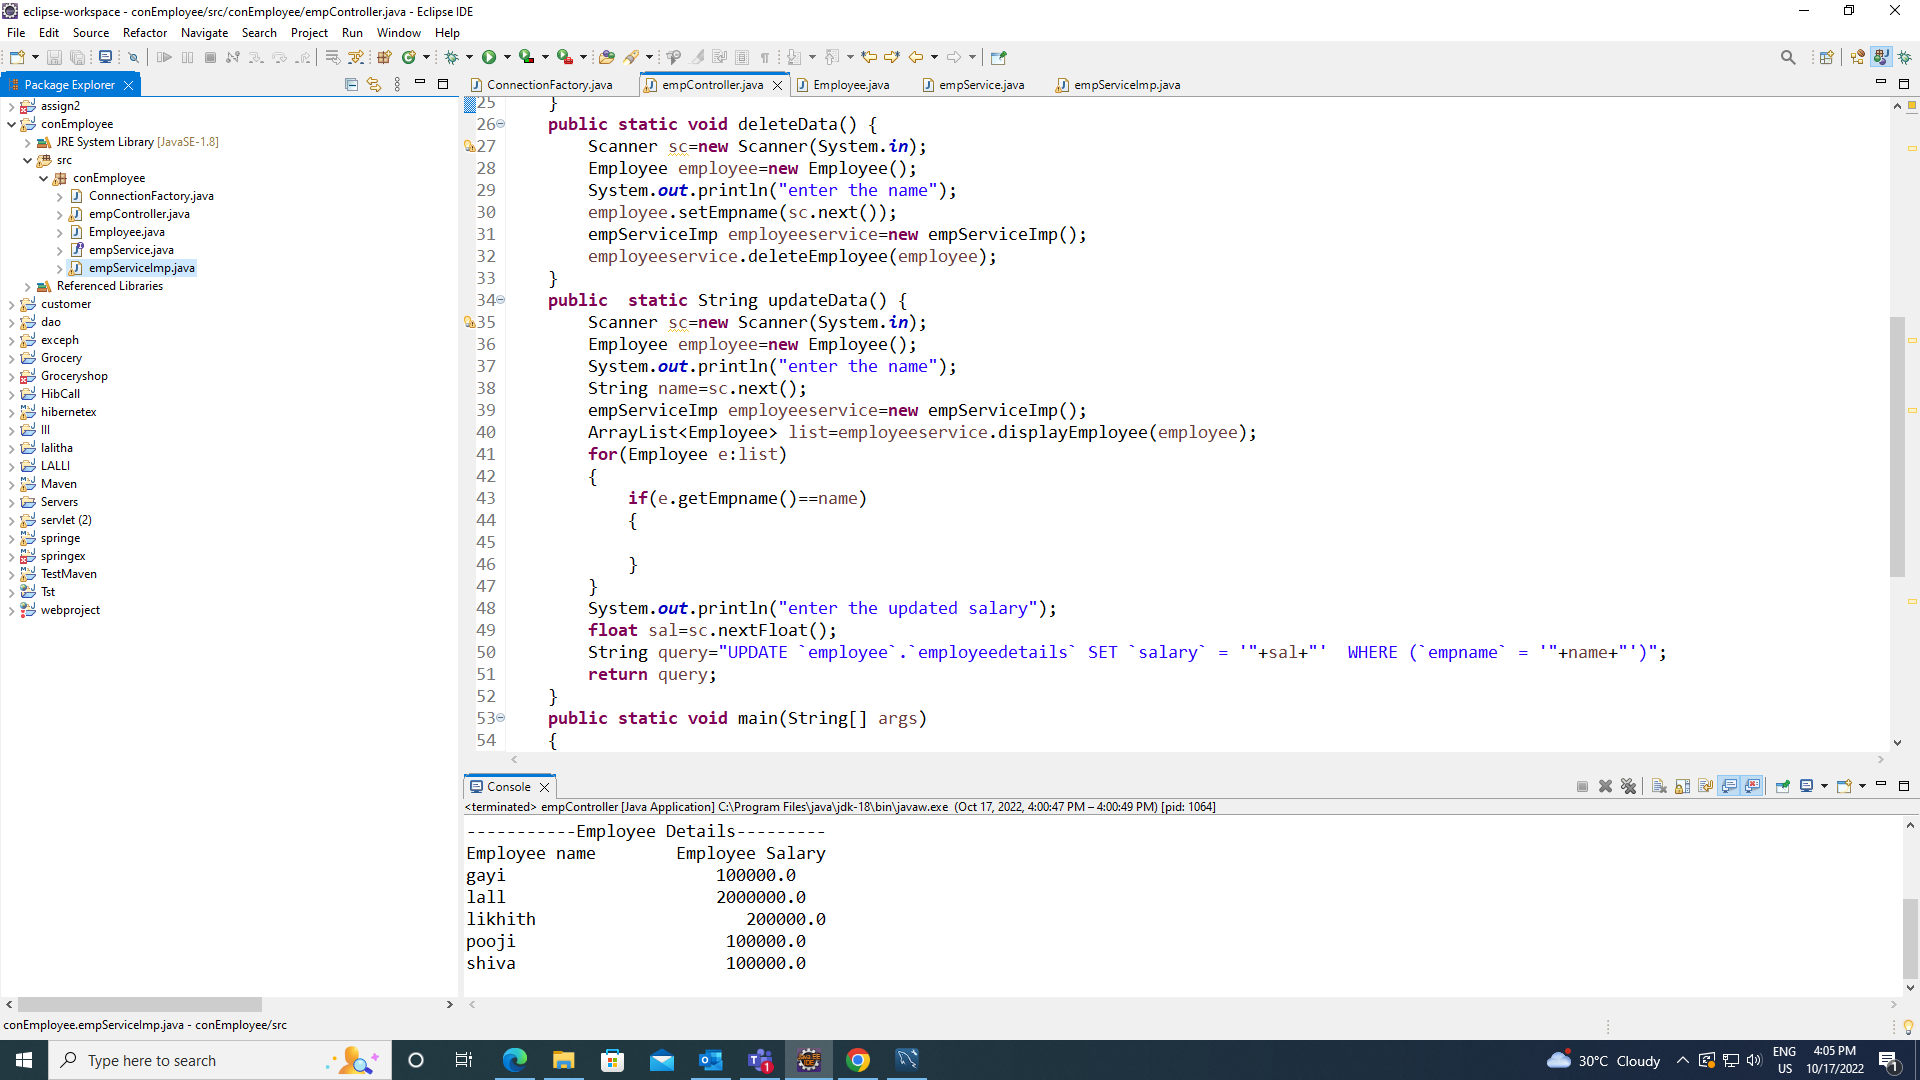 eclipse-workspace - conEmployee/src/conEmployee/empController.java - Eclipse IDE
File Edit Source Refactor Navigate Search Project Run Window Help
Package Explorer
ConnectionFactory.java empController.java Employee.java empService.java empServiceImp.java
assign2
conEmployee
JRE System Library [JavaSE-1.8]
src
conEmployee
ConnectionFactory.java
empController.java
Employee.java
empService.java
empServiceImp.java
Referenced Libraries
customer
dao
exceph
Grocery
Groceryshop
HibCall
hibernetex
lll
lalitha
LALLI
Maven
Servers
servlet (2)
springe
springex
TestMaven
Tst
webproject
25 }
26 public static void deleteData() {
27 Scanner sc=new Scanner(System.in);
28 Employee employee=new Employee();
29 System.out.println("enter the name");
30 employee.setEmpname(sc.next());
31 empServiceImp employeeservice=new empServiceImp();
32 employeeservice.deleteEmployee(employee);
33 }
34 public  static String updateData() {
35 Scanner sc=new Scanner(System.in);
36 Employee employee=new Employee();
37 System.out.println("enter the name");
38 String name=sc.next();
39 empServiceImp employeeservice=new empServiceImp();
40 ArrayList<Employee> list=employeeservice.displayEmployee(employee);
41 for(Employee e:list)
42 {
43 if(e.getEmpname()==name)
44 {
45
46 }
47 }
48 System.out.println("enter the updated salary");
49 float sal=sc.nextFloat();
50 String query="UPDATE `employee`.`employeedetails` SET `salary` = '"+sal+"'  WHERE (`empname` = '"+name+"')";
51 return query;
52 }
53 public static void main(String[] args)
54 {
Console
<terminated> empController [Java Application] C:\Program Files\java\jdk-18\bin\javaw.exe (Oct 17, 2022, 4:00:47 PM – 4:00:49 PM) [pid: 1064]
-----------Employee Details---------
Employee name        Employee Salary
gayi                     100000.0
lall                     2000000.0
likhith                     200000.0
pooji                     100000.0
shiva                     100000.0
conEmployee.empServiceImp.java - conEmployee/src
Type here to search
1
30°C Cloudy
ENG
US
4:05 PM
10/17/2022
1